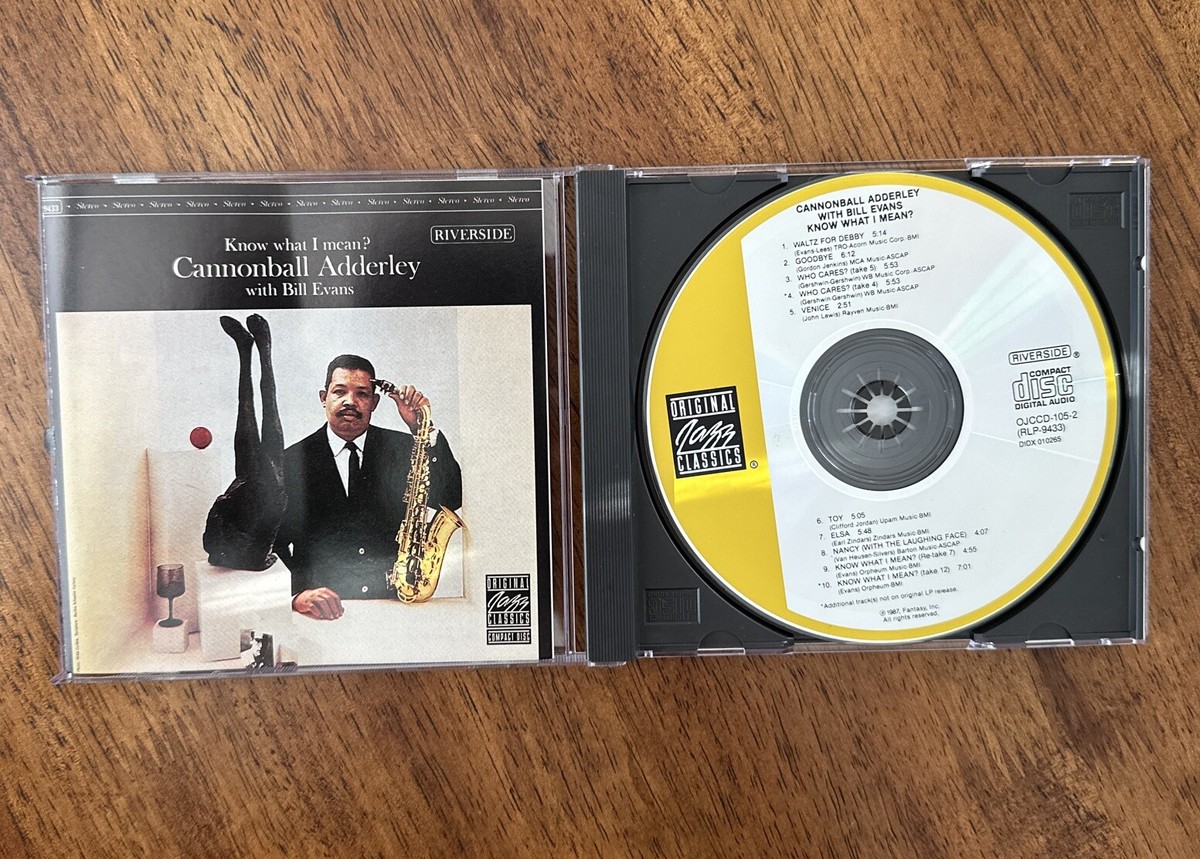 9433 • Stereo • Stereo • Stereo • Stereo • Stereo • Stereo • Stereo • Stereo • Stereo • Stereo • Stereo • Stereo • Stereo
RIVERSIDE
Know what I mean?
Cannonball Adderley
with Bill Evans
ORIGINAL
Jazz
CLASSICS
COMPACT DISC
CANNONBALL ADDERLEY
WITH BILL EVANS
KNOW WHAT I MEAN?
1. WALTZ FOR DEBBY 5:14
(Evans-Lees) TRO-Acorn Music Corp.-BMI
2. GOODBYE 6:12
(Gordon Jenkins) MCA Music-ASCAP
3. WHO CARES? (take 5) 5:53
(Gershwin-Gershwin) WB Music Corp.-ASCAP
*4. WHO CARES? (take 4) 5:53
(Gershwin-Gershwin) WB Music-ASCAP
5. VENICE 2:51
(John Lewis) Rayven Music-BMI
RIVERSIDE ®
COMPACT
disc
DIGITAL AUDIO
OJCCD-105-2
(RLP-9433)
DIDX 010265
ORIGINAL
Jazz
CLASSICS
6. TOY 5:05
(Clifford Jordan) Upam Music-BMI
7. ELSA 5:48
(Earl Zindars) Zindars Music-BMI
8. NANCY (WITH THE LAUGHING FACE) 4:07
(Van Heusen-Silvers) Barton Music-ASCAP
9. KNOW WHAT I MEAN? (Re-take 7) 4:55
(Evans) Orpheum Music-BMI
*10. KNOW WHAT I MEAN? (take 12) 7:01
(Evans) Orpheum-BMI
*Additional track(s) not on original LP release.
℗1987, Fantasy, Inc.
All rights reserved.